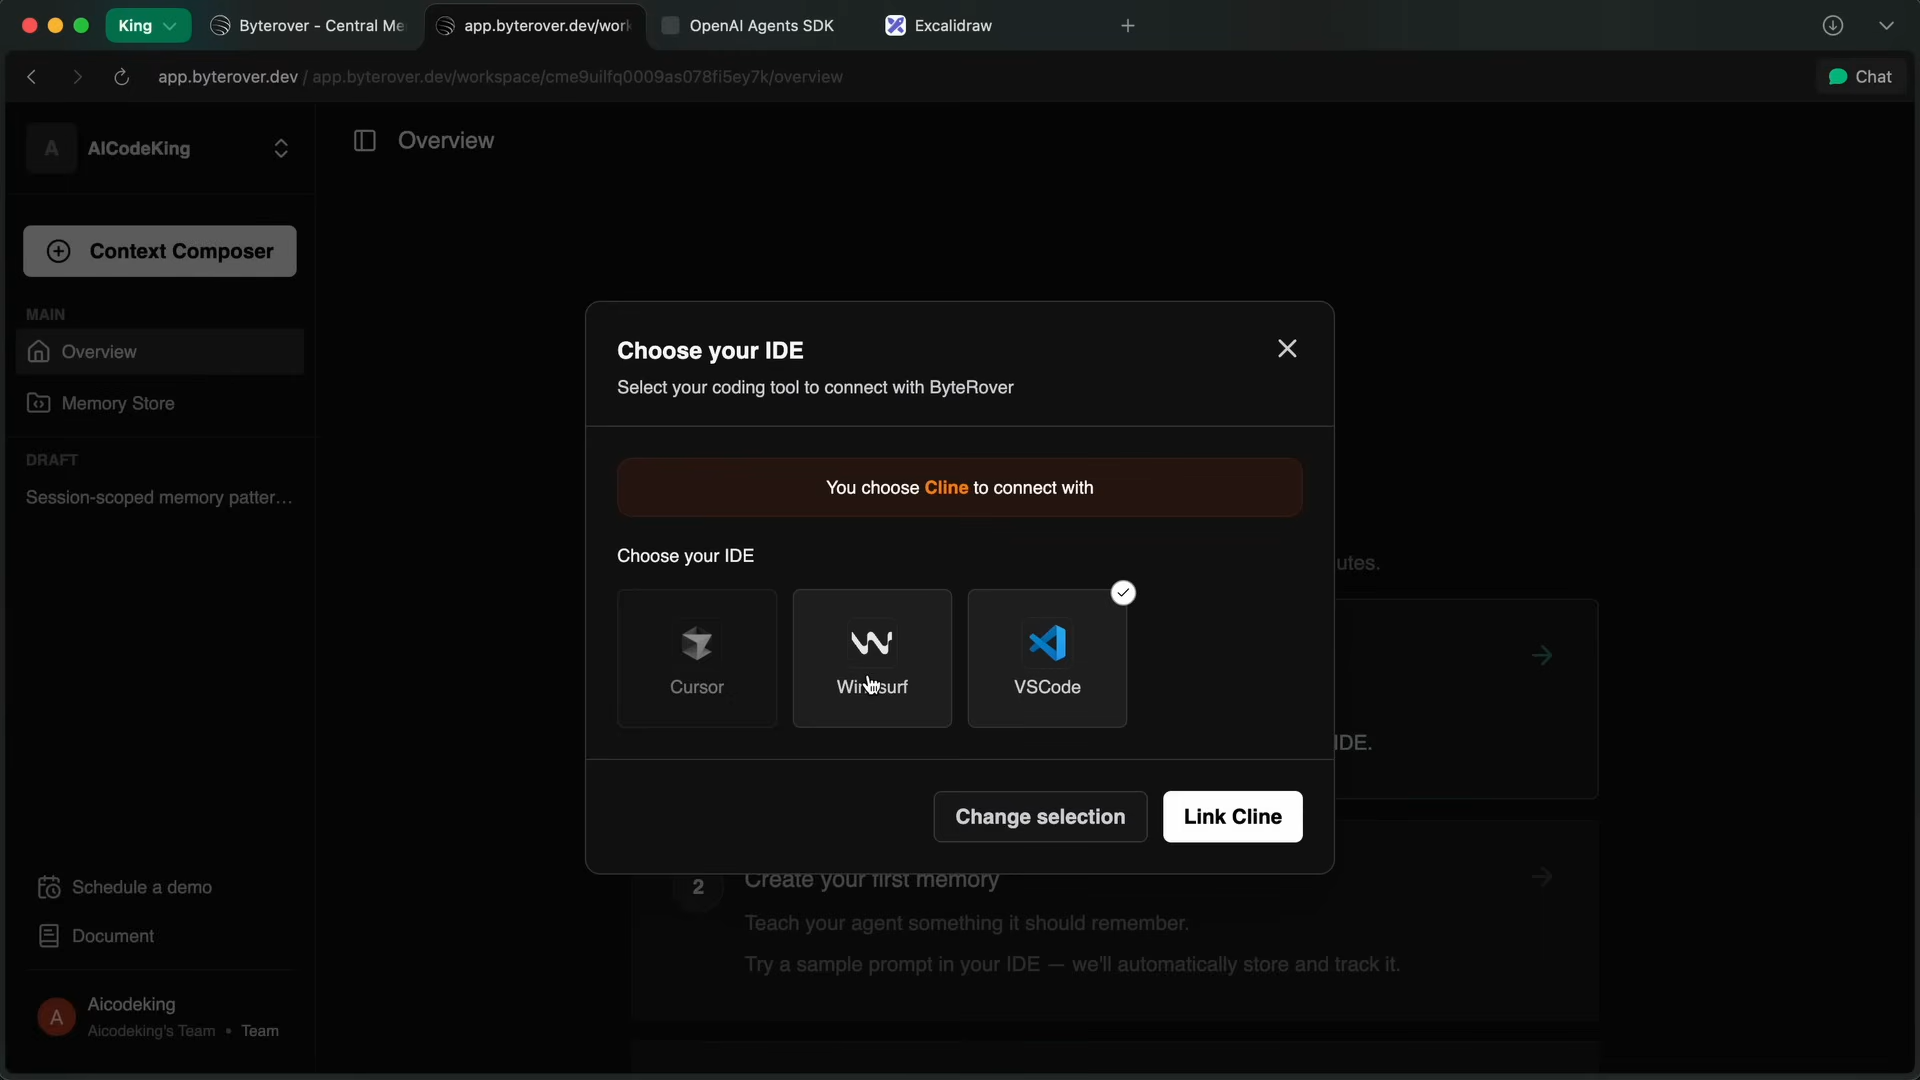 King
Byterover - Central Me
app.byterover.dev/work
OpenAI Agents SDK
Excalidraw
app.byterover.dev / app.byterover.dev/workspace/cme9uilfq0009as078fi5ey7k/overview
Chat
A
AICodeKing
Overview
Context Composer
MAIN
Overview
Memory Store
DRAFT
Session-scoped memory patter...
Choose your IDE
Select your coding tool to connect with ByteRover
You choose Cline to connect with
Choose your IDE
Cursor
Windsurf
VSCode
utes.
IDE.
Change selection
Link Cline
2
Create your first memory
Teach your agent something it should remember.
Try a sample prompt in your IDE — we'll automatically store and track it.
Schedule a demo
Document
A
Aicodeking
Aicodeking's Team • Team